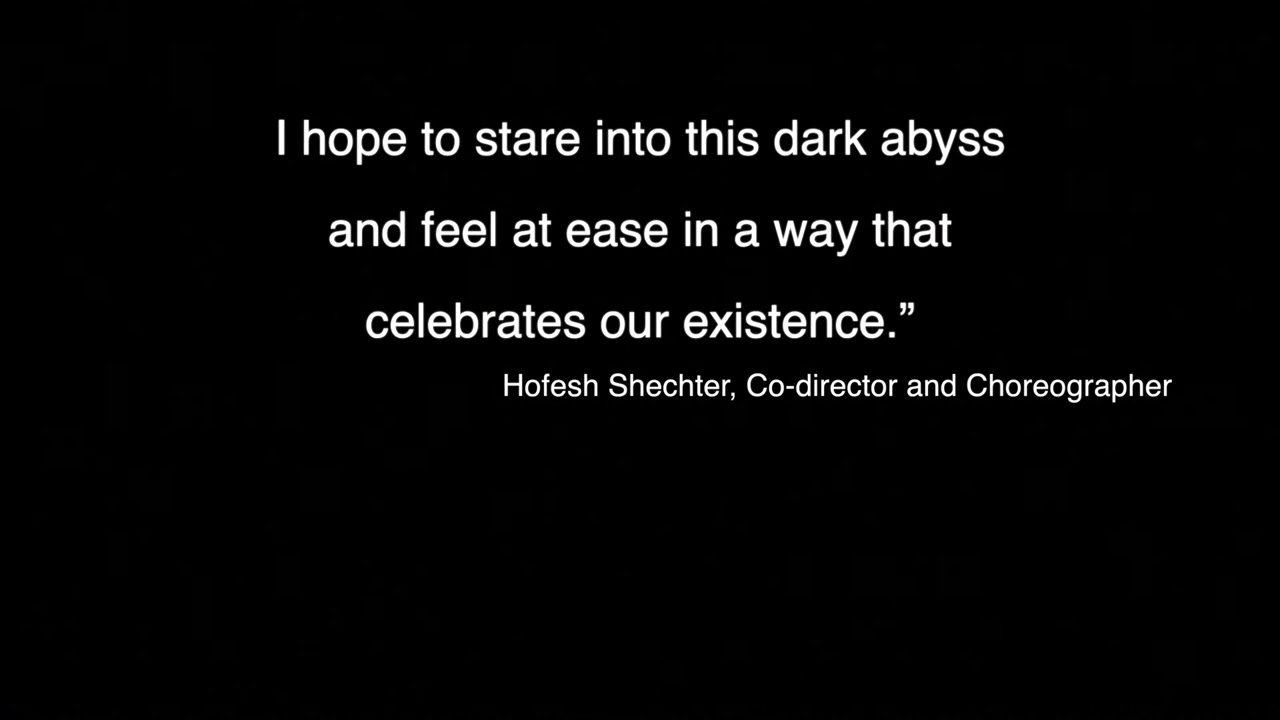 I hope to stare into this dark abyss
and feel at ease in a way that
celebrates our existence.”
Hofesh Shechter, Co-director and Choreographer